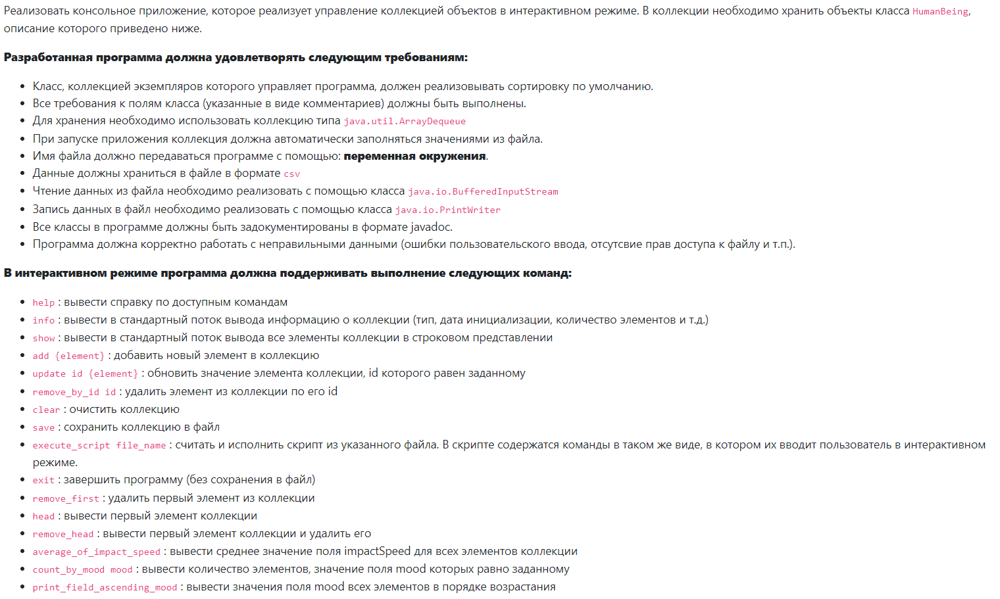 Реализовать консольное приложение, которое реализует управление коллекцией объектов в интерактивном режиме. В коллекции необходимо хранить объекты класса HumanBeing,
описание которого приведено ниже.
Разработанная программа должна удовлетворять следующим требованиям:
• Класс, коллекцией экземпляров которого управляет программа, должен реализовывать сортировку по умолчанию.
• Все требования к полям класса (указанные в виде комментариев) должны быть выполнены.
• Для хранения необходимо использовать коллекцию типа java.util.ArrayDequeue
• При запуске приложения коллекция должна автоматически заполняться значениями из файла.
• Имя файла должно передаваться программе с помощью: переменная окружения.
• Данные должны храниться в файле в формате csv
• Чтение данных из файла необходимо реализовать с помощью класса java.io.BufferedInputStream
• Запись данных в файл необходимо реализовать с помощью класса java.io.PrintWriter
• Все классы в программе должны быть задокументированы в формате javadoc.
• Программа должна корректно работать с неправильными данными (ошибки пользовательского ввода, отсутсвие прав доступа к файлу и т.п.).
В интерактивном режиме программа должна поддерживать выполнение следующих команд:
• help : вывести справку по доступным командам
• info : вывести в стандартный поток вывода информацию о коллекции (тип, дата инициализации, количество элементов и т.д.)
• show : вывести в стандартный поток вывода все элементы коллекции в строковом представлении
• add {element} : добавить новый элемент в коллекцию
• update id {element} : обновить значение элемента коллекции, id которого равен заданному
• remove_by_id id : удалить элемент из коллекции по его id
• clear : очистить коллекцию
• save : сохранить коллекцию в файл
• execute_script file_name : считать и исполнить скрипт из указанного файла. В скрипте содержатся команды в таком же виде, в котором их вводит пользователь в интерактивном
режиме.
• exit : завершить программу (без сохранения в файл)
• remove_first : удалить первый элемент из коллекции
• head : вывести первый элемент коллекции
• remove_head : вывести первый элемент коллекции и удалить его
• average_of_impact_speed : вывести среднее значение поля impactSpeed для всех элементов коллекции
• count_by_mood mood : вывести количество элементов, значение поля mood которых равно заданному
• print_field_ascending_mood : вывести значения поля mood всех элементов в порядке возрастания